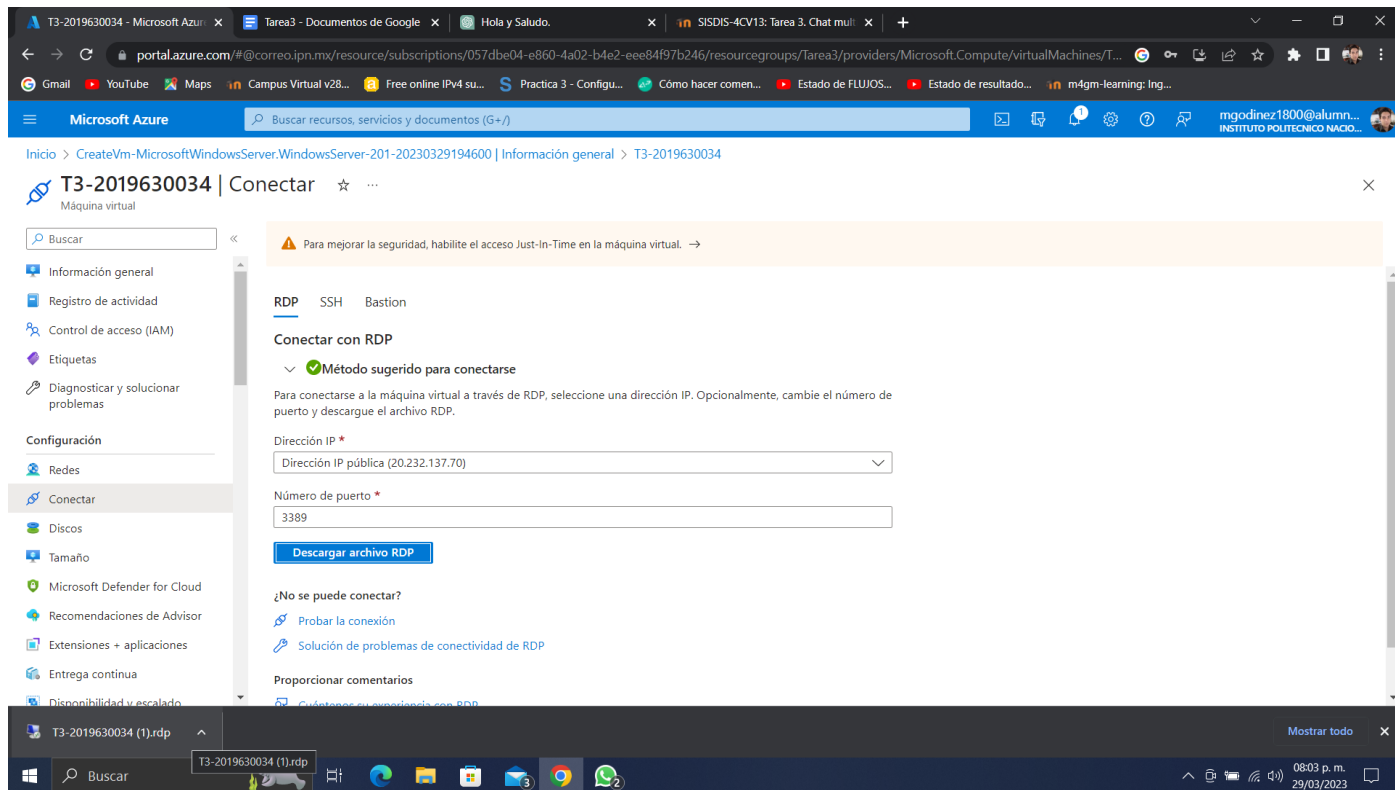 T3-2019630034 - Microsoft Azure
Tarea3 - Documentos de Google
Hola y Saludo.
SISDIS-4CV13: Tarea 3. Chat mult
portal.azure.com/#@correo.ipn.mx/resource/subscriptions/057dbe04-e860-4a02-b4e2-eee84f97b246/resourcegroups/Tarea3/providers/Microsoft.Compute/virtualMachines/T...
Gmail
YouTube
Maps
Campus Virtual v28...
Free online IPv4 su...
Practica 3 - Configu...
Cómo hacer comen...
Estado de FLUJOS...
Estado de resultado...
m4gm-learning: Ing...
Microsoft Azure
Buscar recursos, servicios y documentos (G+/)
1
mgodinez1800@alumn...
INSTITUTO POLITECNICO NACIO...
Inicio > CreateVm-MicrosoftWindowsServer.WindowsServer-201-20230329194600 | Información general > T3-2019630034
T3-2019630034 | Conectar
Máquina virtual
Buscar
Información general
Registro de actividad
Control de acceso (IAM)
Etiquetas
Diagnosticar y solucionar
problemas
Configuración
Redes
Conectar
Discos
Tamaño
Microsoft Defender for Cloud
Recomendaciones de Advisor
Extensiones + aplicaciones
Entrega continua
Disponibilidad y escalado
Para mejorar la seguridad, habilite el acceso Just-In-Time en la máquina virtual. →
RDP SSH Bastion
Conectar con RDP
Método sugerido para conectarse
Para conectarse a la máquina virtual a través de RDP, seleccione una dirección IP. Opcionalmente, cambie el número de
puerto y descargue el archivo RDP.
Dirección IP *
Dirección IP pública (20.232.137.70)
Número de puerto *
3389
Descargar archivo RDP
¿No se puede conectar?
Probar la conexión
Solución de problemas de conectividad de RDP
Proporcionar comentarios
Cuéntenos su experiencia con RDP
T3-2019630034 (1).rdp
Mostrar todo
T3-2019630034 (1).rdp
Buscar
3
2
08:03 p. m.
29/03/2023